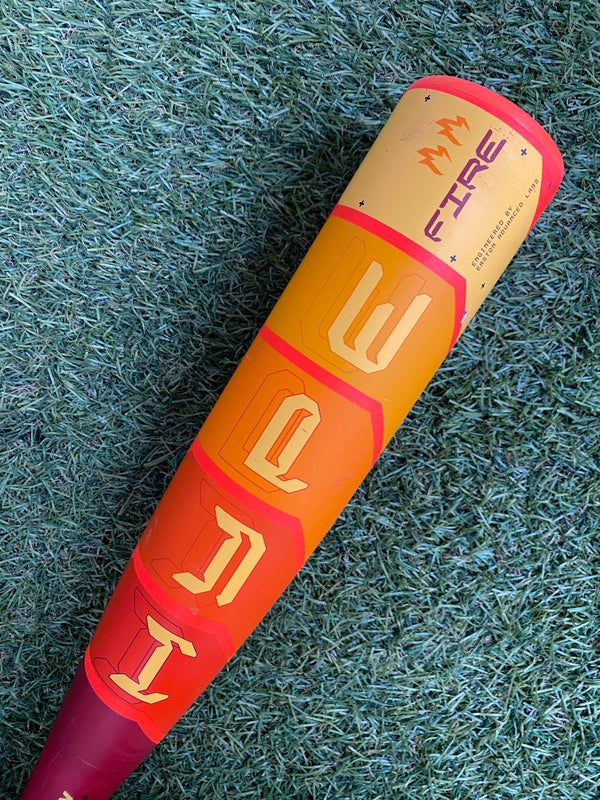 HYPE
FIRE
ENGINEERED BY
EASTON ADVANCED LABS